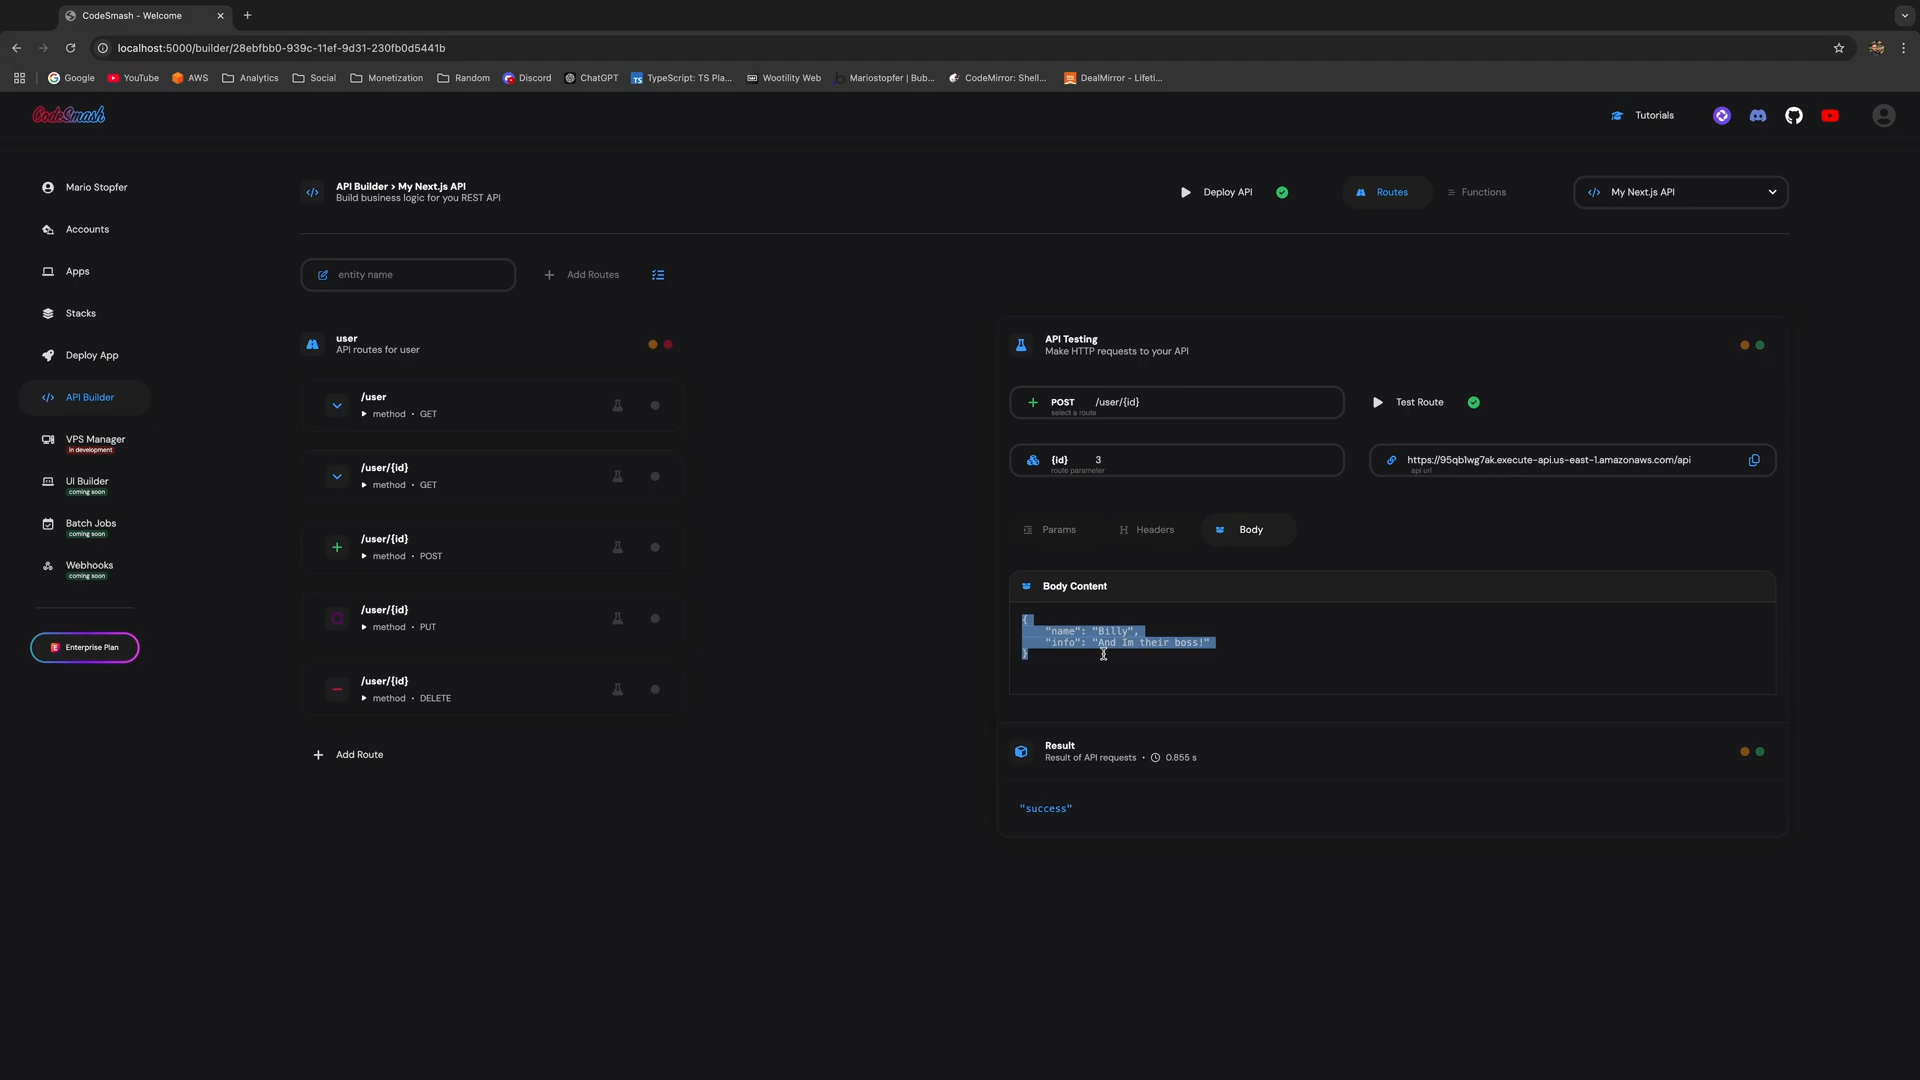 CodeSmash - Welcome
localhost:5000/builder/28ebfbb0-939c-11ef-9d31-230fb0d5441b
Google YouTube AWS Analytics Social Monetization Random Discord ChatGPT TypeScript: TS Pla... Wootility Web Mariostopfer | Bub... CodeMirror: Shell... DealMirror - Lifeti...
CodeSmash
Tutorials
Mario Stopfer
Accounts
Apps
Stacks
Deploy App
API Builder
VPS Manager
in development
UI Builder
coming soon
Batch Jobs
coming soon
Webhooks
coming soon
E Enterprise Plan
API Builder > My Next.js API
Build business logic for you REST API
Deploy API
Routes
Functions
My Next.js API
entity name
Add Routes
user
API routes for user
/user
method • GET
/user/{id}
method • GET
/user/{id}
method • POST
/user/{id}
method • PUT
/user/{id}
method • DELETE
Add Route
API Testing
Make HTTP requests to your API
POST /user/{id}
select a route
Test Route
{id} 3
route parameter
https://95qb1wg7ak.execute-api.us-east-1.amazonaws.com/api
api url
Params
Headers
Body
Body Content
{
"name": "Billy",
"info": "And Im their boss!"
}
Result
Result of API requests • 0.855 s
"success"